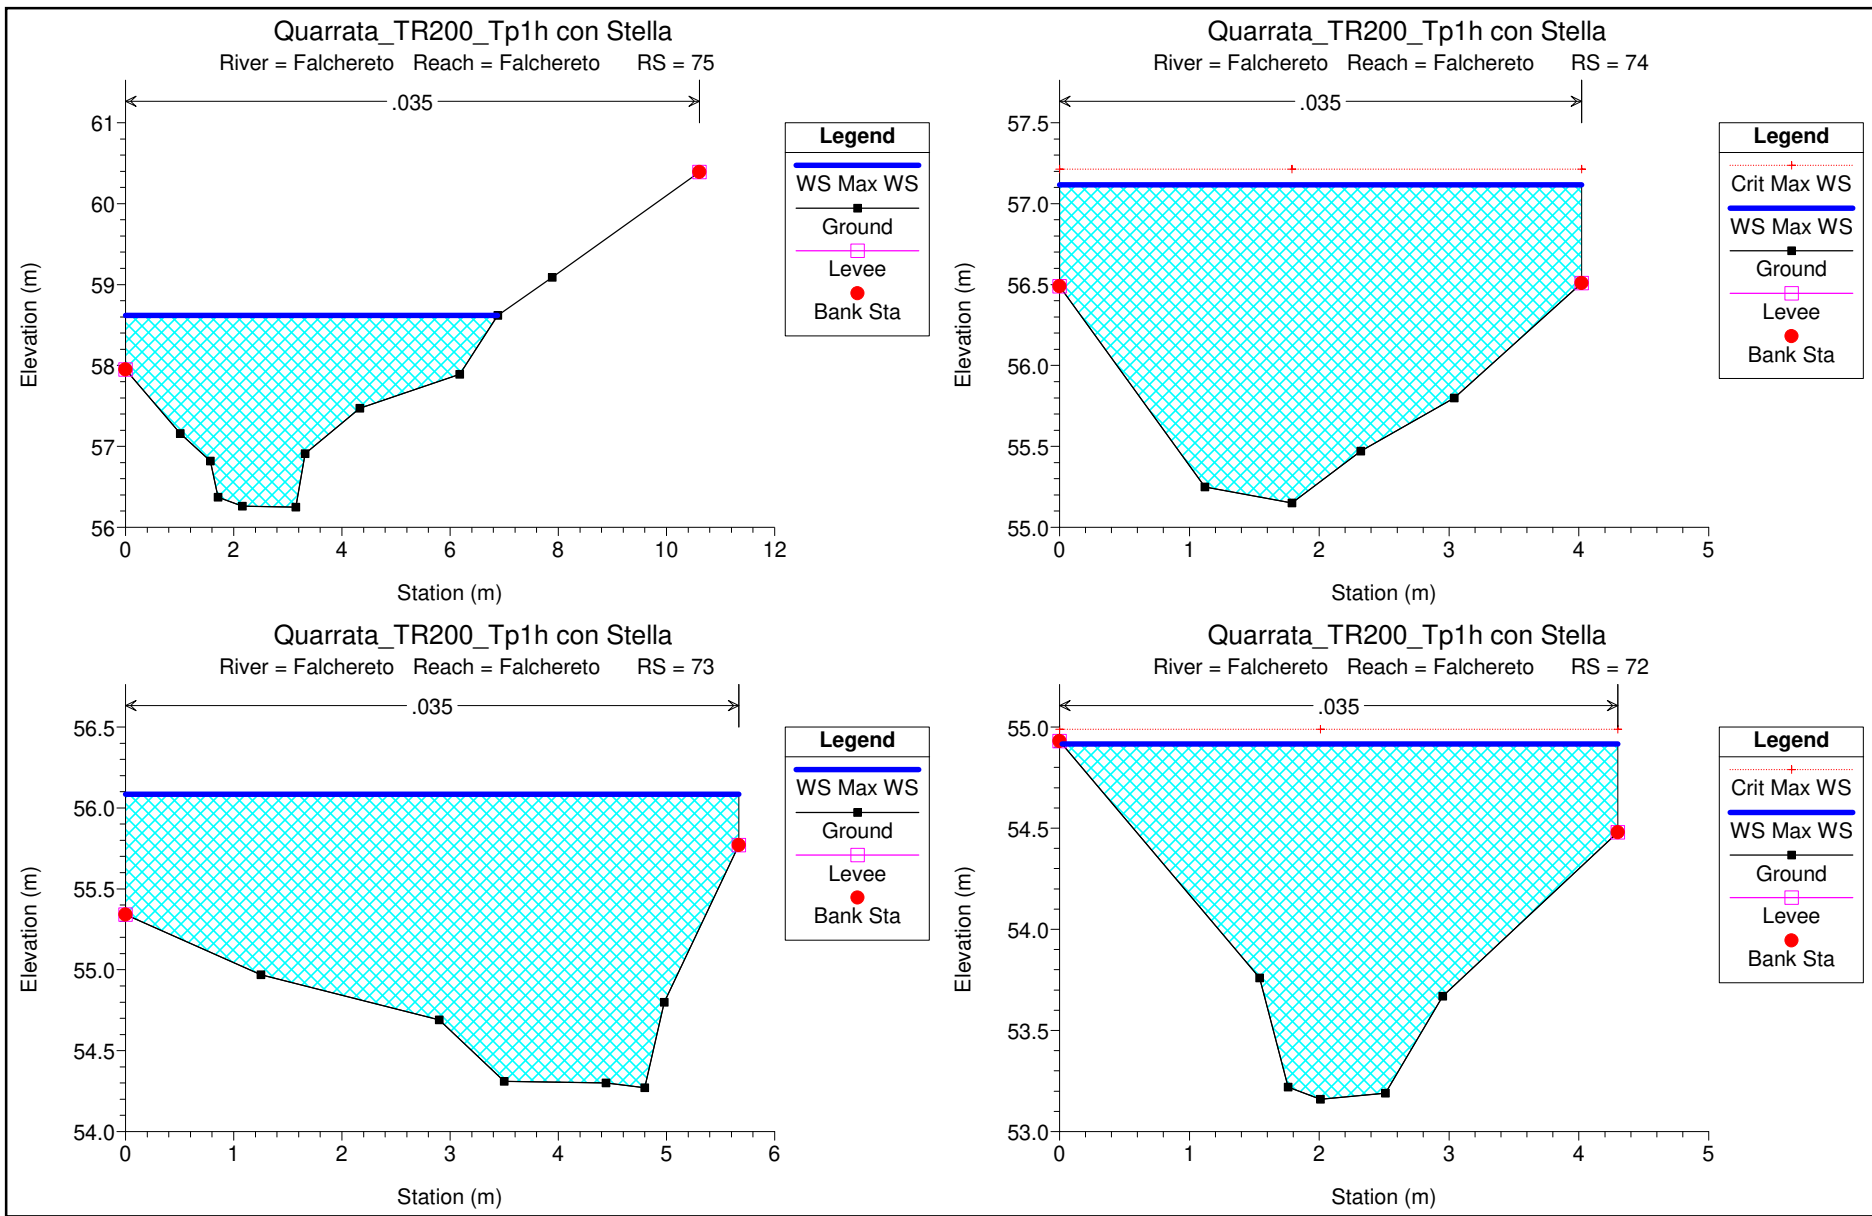 Quarrata_TR200_Tp1h con Stella
River = Falchereto Reach = Falchereto RS = 75
.035
61
60
59
58
57
56
0 2 4 6 8 10 12
Elevation (m)
Station (m)
Legend
WS Max WS
Ground
Levee
Bank Sta
Quarrata_TR200_Tp1h con Stella
River = Falchereto Reach = Falchereto RS = 74
.035
57.5
57.0
56.5
56.0
55.5
55.0
0 1 2 3 4 5
Elevation (m)
Station (m)
Legend
Crit Max WS
WS Max WS
Ground
Levee
Bank Sta
Quarrata_TR200_Tp1h con Stella
River = Falchereto Reach = Falchereto RS = 73
.035
56.5
56.0
55.5
55.0
54.5
54.0
0 1 2 3 4 5 6
Elevation (m)
Station (m)
Legend
WS Max WS
Ground
Levee
Bank Sta
Quarrata_TR200_Tp1h con Stella
River = Falchereto Reach = Falchereto RS = 72
.035
55.0
54.5
54.0
53.5
53.0
0 1 2 3 4 5
Elevation (m)
Station (m)
Legend
Crit Max WS
WS Max WS
Ground
Levee
Bank Sta